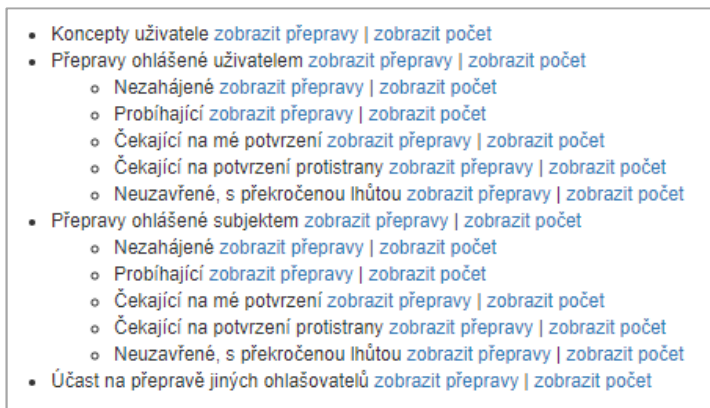 Koncepty uživatele zobrazit přepravy | zobrazit počet
Přepravy ohlášené uživatelem zobrazit přepravy | zobrazit počet
Nezahájené zobrazit přepravy | zobrazit počet
Probíhající zobrazit přepravy | zobrazit počet
Čekající na mé potvrzení zobrazit přepravy | zobrazit počet
Čekající na potvrzení protistrany zobrazit přepravy | zobrazit počet
Neuzavřené, s překročenou lhůtou zobrazit přepravy | zobrazit počet
Přepravy ohlášené subjektem zobrazit přepravy | zobrazit počet
Nezahájené zobrazit přepravy | zobrazit počet
Probíhající zobrazit přepravy | zobrazit počet
Čekající na mé potvrzení zobrazit přepravy | zobrazit počet
Čekající na potvrzení protistrany zobrazit přepravy | zobrazit počet
Neuzavřené, s překročenou lhůtou zobrazit přepravy | zobrazit počet
Účast na přepravě jiných ohlašovatelů zobrazit přepravy | zobrazit počet